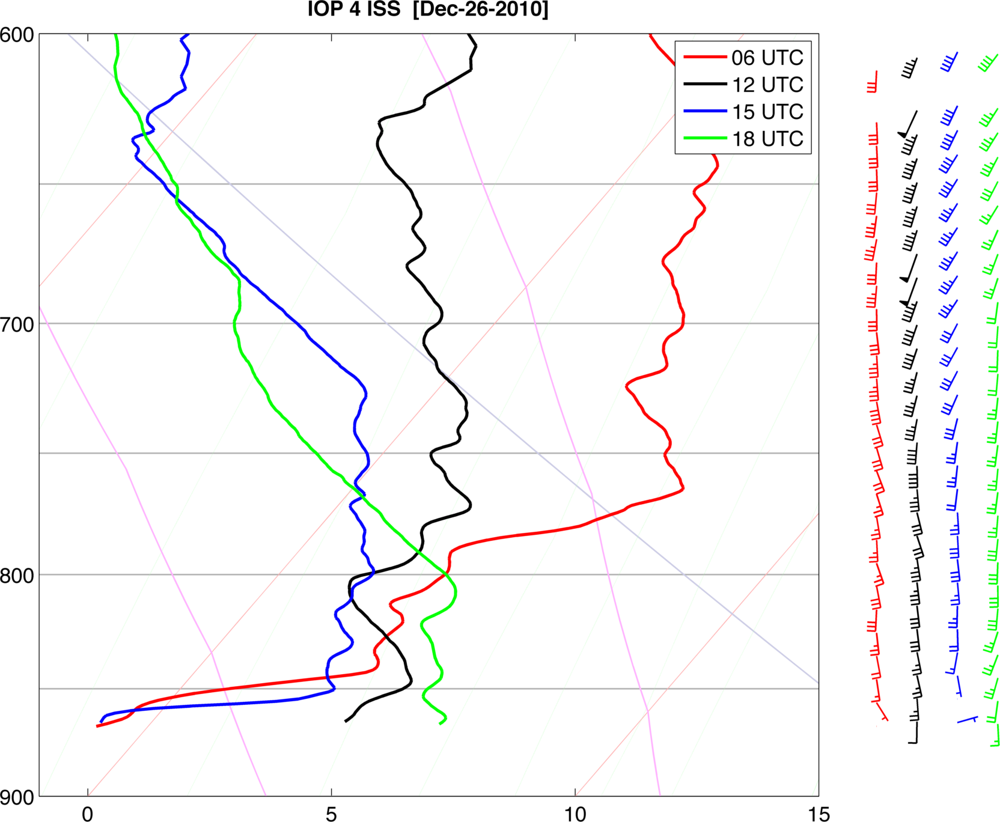 IOP 4 ISS [Dec-26-2010]
600
700
800
900
06 UTC
12 UTC
15 UTC
18 UTC
0 5 10 15